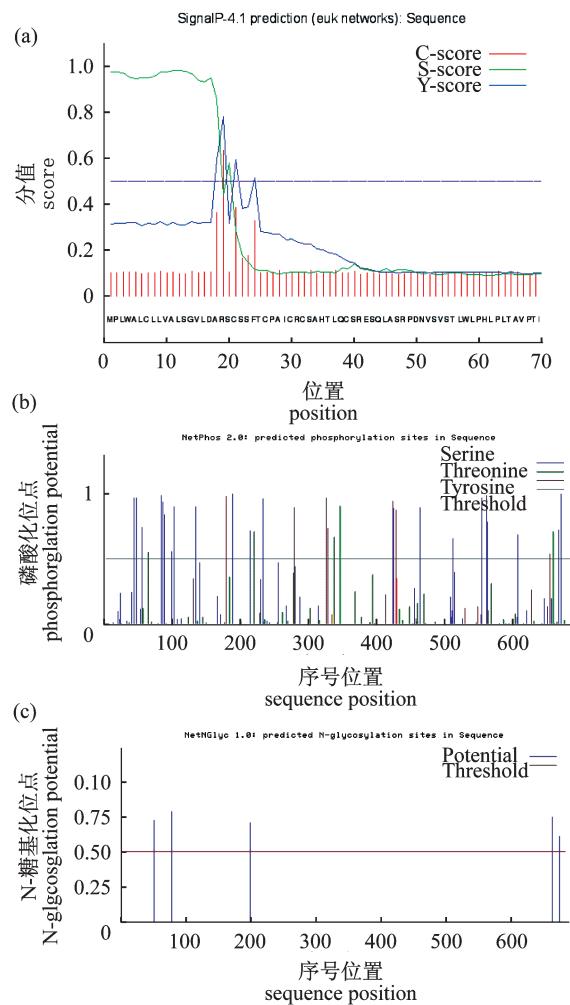 SignalP-4.1 prediction (euk networks): Sequence
(a)
C-score
S-score
Y-score
1.0
0.8
0.6
0.4
0.2
0
分值
score
MPLWALCLLVALSGVLDARSCSSFTCPAICRCSAHTLQCSRESQLASRPDNVSVSTLWLPHLPLTAVPTI
0 10 20 30 40 50 60 70
位置
position
(b)
NetPhos 2.0: predicted phosphorylation sites in Sequence
Serine
Threonine
Tyrosine
Threshold
1
0
磷酸化位点
phosphorglation potential
100 200 300 400 500 600
序号位置
sequence position
(c)
NetNGlyc 1.0: predicted N-glycosylation sites in Sequence
Potential
Threshold
0.10
0.75
0.50
0.25
0
N-糖基化位点
N-glgcosglation potential
100 200 300 400 500 600
序号位置
sequence position